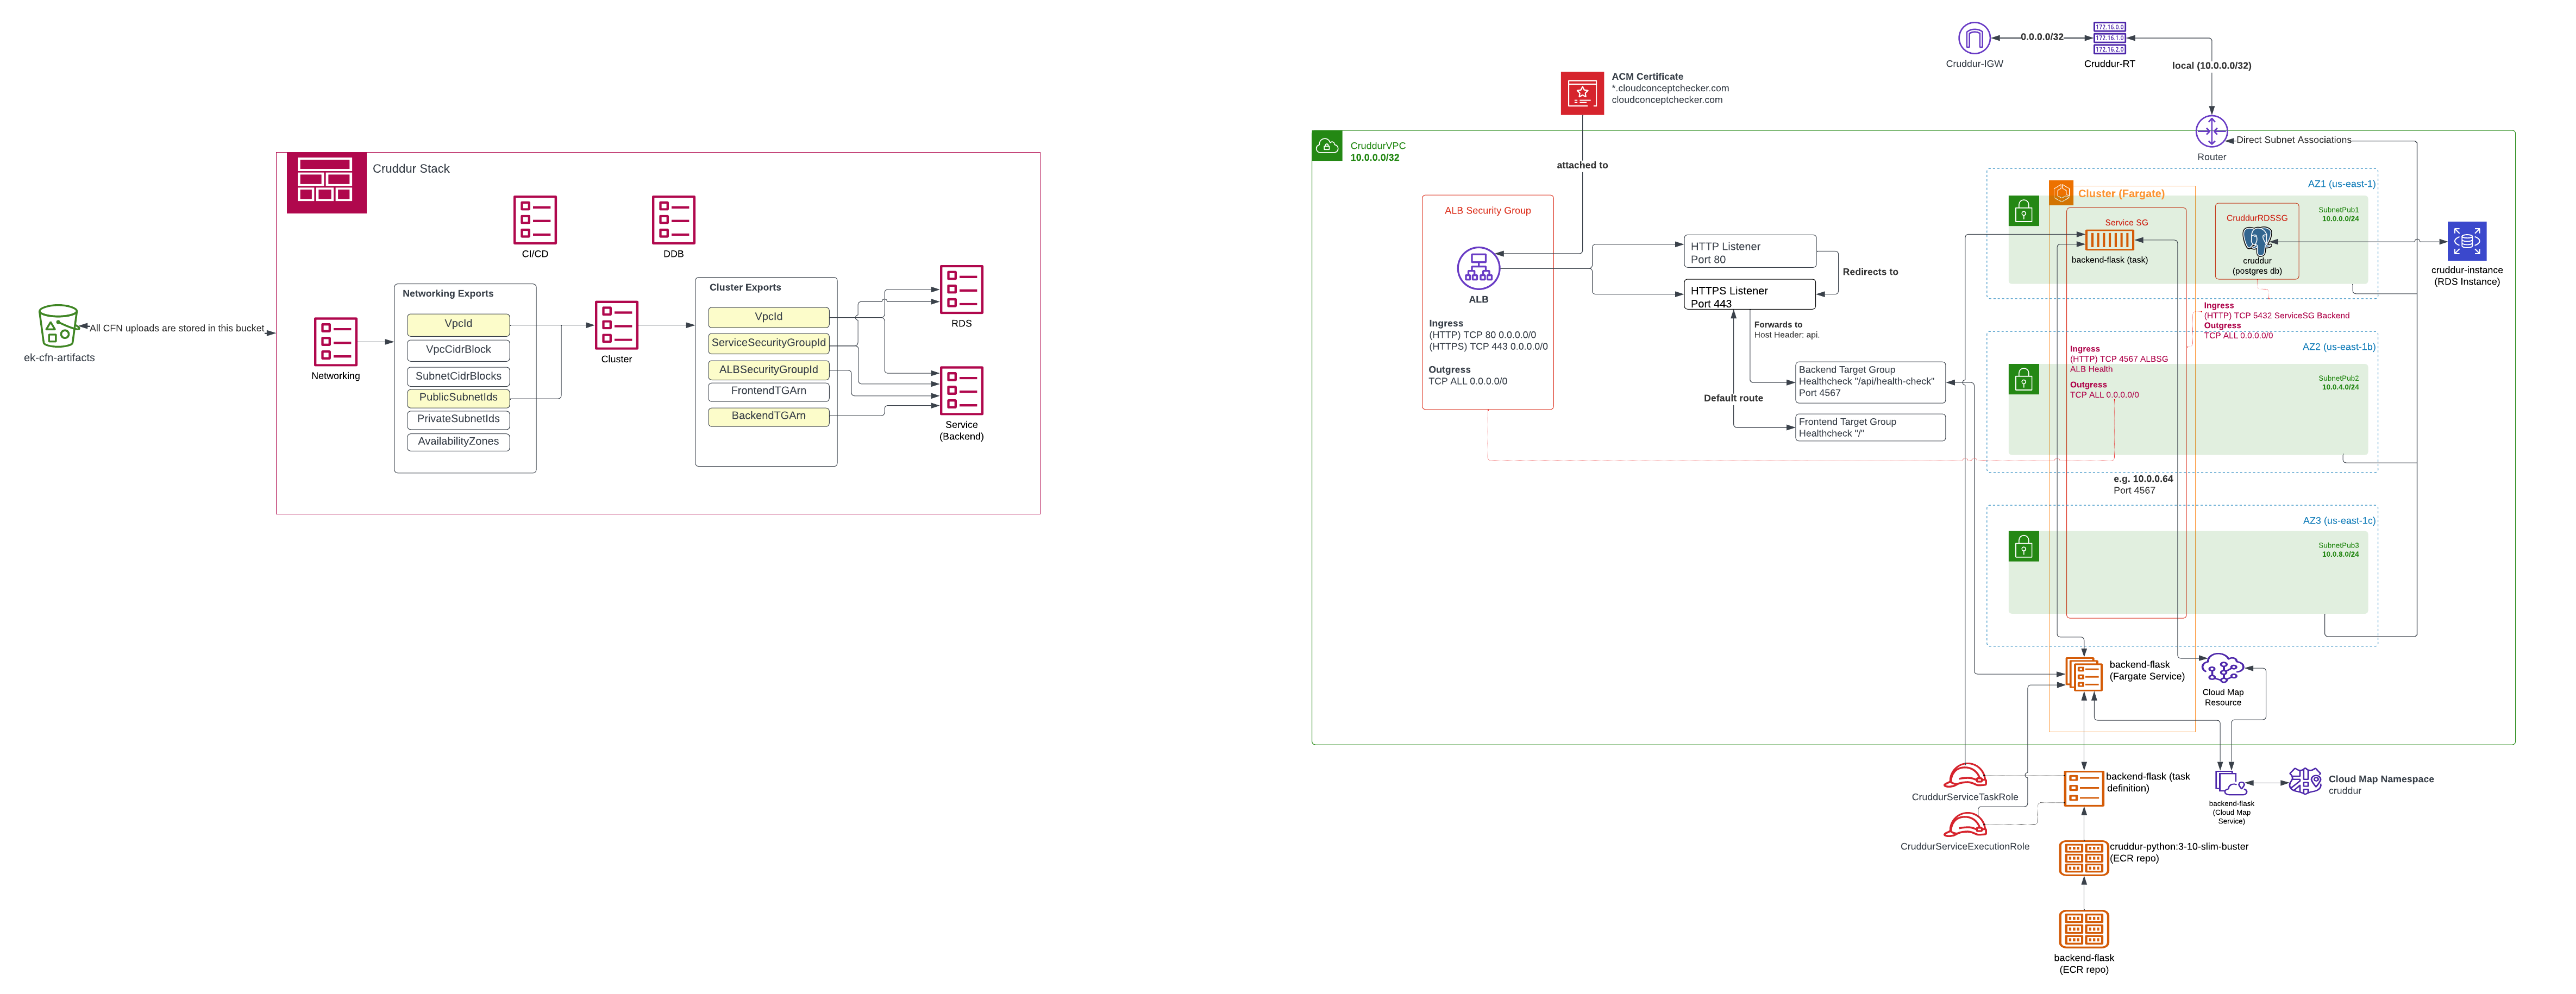 All CFN uploads are stored in this bucket
ek-cfn-artifacts
Cruddur Stack
CI/CD
DDB
Networking
Networking Exports
VpcId
VpcCidrBlock
SubnetCidrBlocks
PublicSubnetIds
PrivateSubnetIds
AvailabilityZones
Cluster
Cluster Exports
VpcId
ServiceSecurityGroupId
ALBSecurityGroupId
FrontendTGArn
BackendTGArn
RDS
Service
(Backend)
Cruddur-IGW
0.0.0.0/32
172.16.0.0
172.16.1.0
172.16.2.0
Cruddur-RT
local (10.0.0.0/32)
ACM Certificate
*.cloudconceptchecker.com
cloudconceptchecker.com
attached to
CruddurVPC
10.0.0.0/32
Router
Direct Subnet Associations
ALB Security Group
ALB
Ingress
(HTTP) TCP 80 0.0.0.0/0
(HTTPS) TCP 443 0.0.0.0/0
Outgress
TCP ALL 0.0.0.0/0
HTTP Listener
Port 80
HTTPS Listener
Port 443
Redirects to
Forwards to
Host Header: api.
Default route
Backend Target Group
Healthcheck "/api/health-check"
Port 4567
Frontend Target Group
Healthcheck "/"
AZ1 (us-east-1)
Cluster (Fargate)
SubnetPub1
10.0.0.0/24
Service SG
backend-flask (task)
CruddurRDSSG
cruddur
(postgres db)
cruddur-instance
(RDS Instance)
Ingress
(HTTP) TCP 5432 ServiceSG Backend
Outgress
TCP ALL 0.0.0.0/0
AZ2 (us-east-1b)
Ingress
(HTTP) TCP 4567 ALBSG
ALB Health
Outgress
TCP ALL 0.0.0.0/0
SubnetPub2
10.0.4.0/24
e.g. 10.0.0.64
Port 4567
AZ3 (us-east-1c)
SubnetPub3
10.0.8.0/24
backend-flask
(Fargate Service)
Cloud Map
Resource
CruddurServiceTaskRole
backend-flask (task
definition)
backend-flask
(Cloud Map
Service)
Cloud Map Namespace
cruddur
CruddurServiceExecutionRole
cruddur-python:3-10-slim-buster
(ECR repo)
backend-flask
(ECR repo)